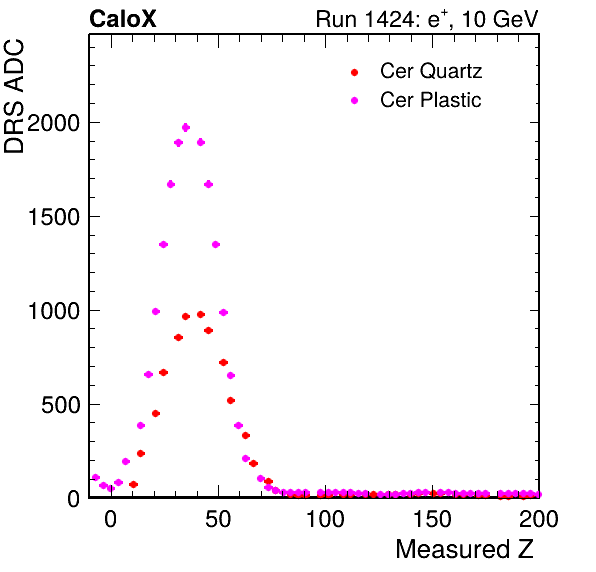 CaloX Run 1424: e⁺, 10 GeV
DRS ADC
Cer Quartz
Cer Plastic
2000
1500
1000
500
0
0 50 100 150 200
Measured Z